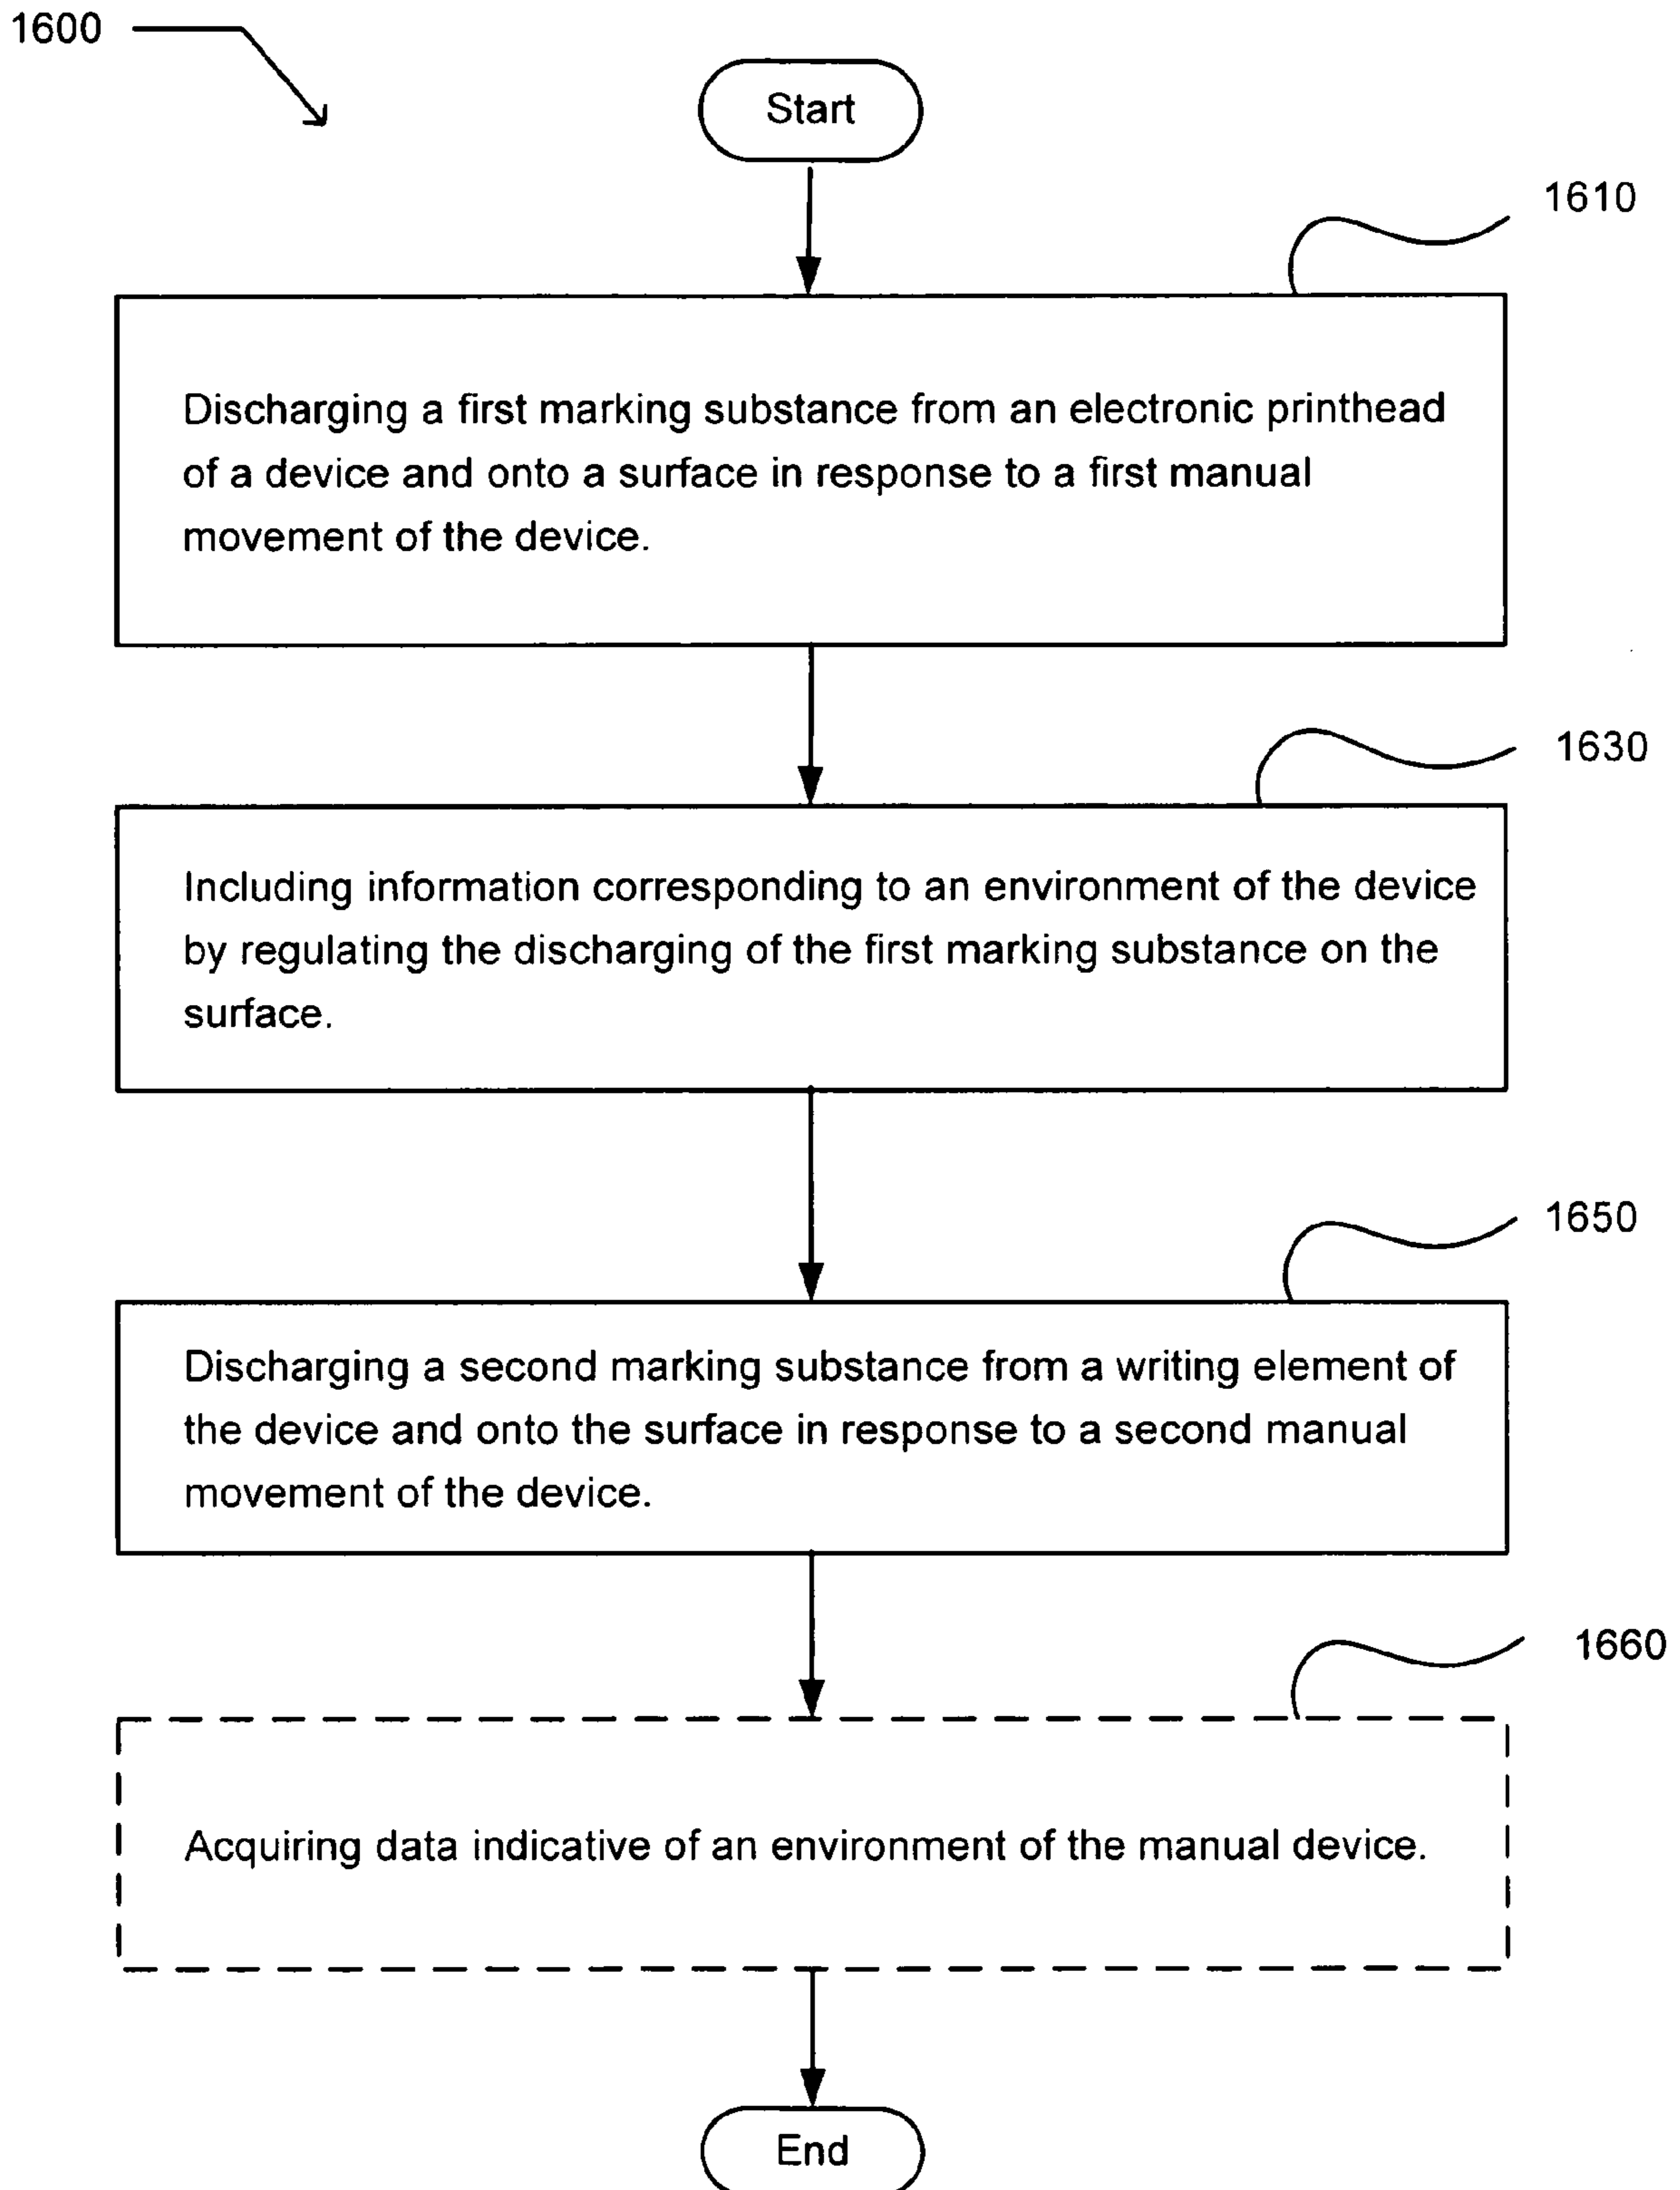 1600
Start
1610
Discharging a first marking substance from an electronic printhead
of a device and onto a surface in response to a first manual
movement of the device.
1630
Including information corresponding to an environment of the device
by regulating the discharging of the first marking substance on the
surface.
1650
Discharging a second marking substance from a writing element of
the device and onto the surface in response to a second manual
movement of the device.
1660
Acquiring data indicative of an environment of the manual device.
End